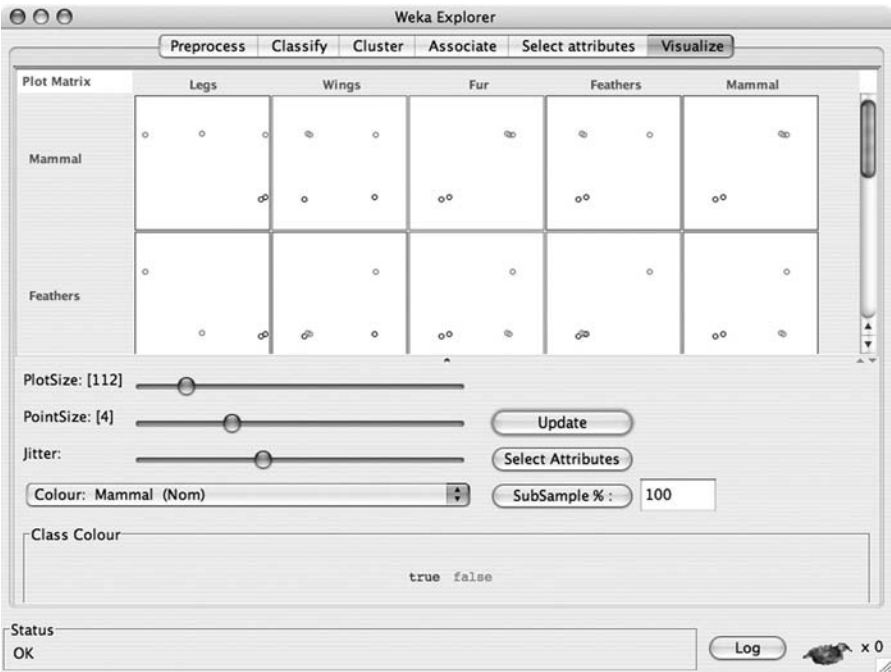 Weka Explorer
Preprocess Classify Cluster Associate Select attributes Visualize
Plot Matrix Legs Wings Fur Feathers Mammal
Mammal
Feathers
PlotSize: [112]
PointSize: [4] Update
Jitter: Select Attributes
Colour: Mammal (Nom) SubSample % : 100
Class Colour
true false
Status
OK Log x 0